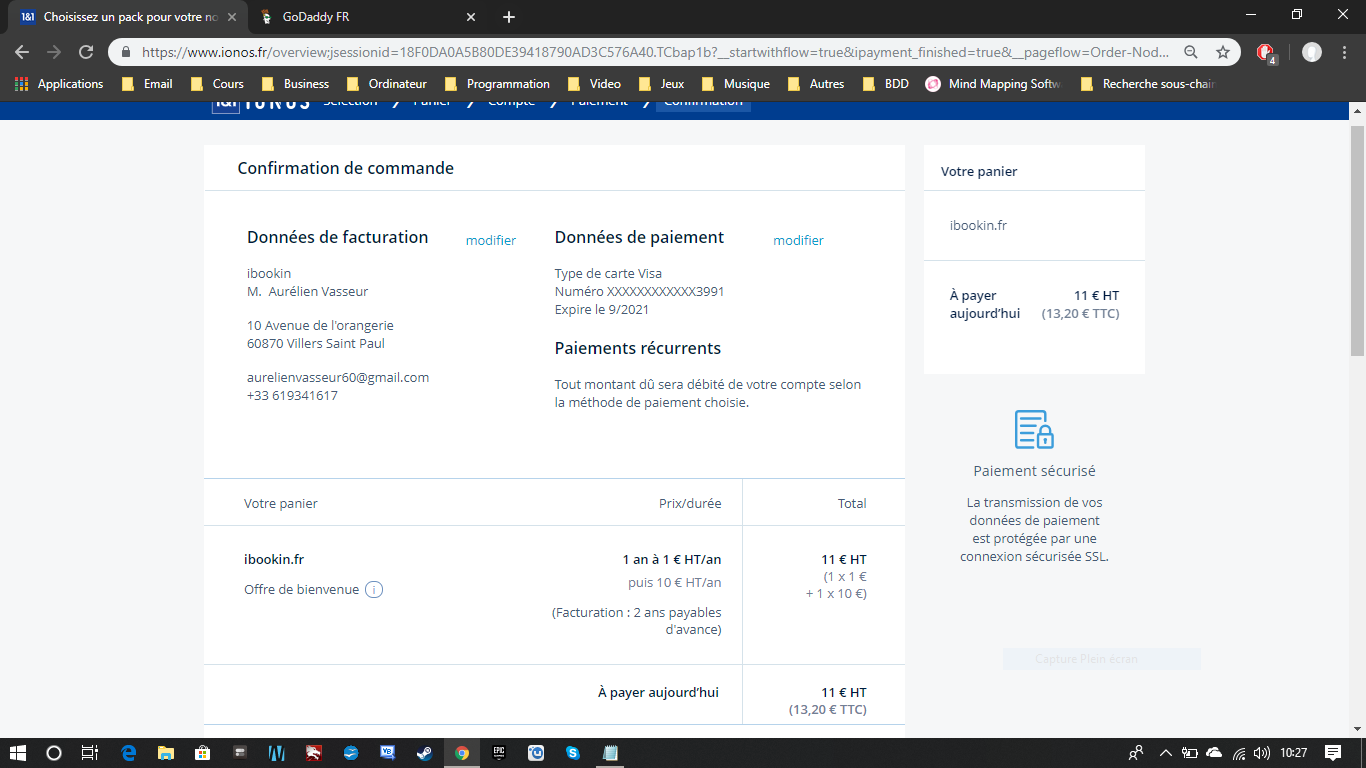 1&1 Choisissez un pack pour votre no
GoDaddy FR
https://www.ionos.fr/overview;jsessionid=18F0DA0A5B80DE39418790AD3C576A40.TCbap1b?__startwithflow=true&ipayment_finished=true&__pageflow=Order-Nod...
4
Applications Email Cours Business Ordinateur Programmation Video Jeux Musique Autres BDD Mind Mapping Softw Recherche sous-chain
1&1 IONOS Sélection Panier Compte Paiement Confirmation
Confirmation de commande
Données de facturation modifier
ibookin
M. Aurélien Vasseur
10 Avenue de l'orangerie
60870 Villers Saint Paul
aurelienvasseur60@gmail.com
+33 619341617
Données de paiement modifier
Type de carte Visa
Numéro XXXXXXXXXXXX3991
Expire le 9/2021
Paiements récurrents
Tout montant dû sera débité de votre compte selon
la méthode de paiement choisie.
Votre panier Prix/durée Total
ibookin.fr 1 an à 1 € HT/an 11 € HT
Offre de bienvenue i puis 10 € HT/an (1 x 1 €
+ 1 x 10 €)
(Facturation : 2 ans payables
d'avance)
À payer aujourd'hui 11 € HT
(13,20 € TTC)
Votre panier
ibookin.fr
À payer 11 € HT
aujourd'hui (13,20 € TTC)
Paiement sécurisé
La transmission de vos
données de paiement
est protégée par une
connexion sécurisée SSL.
Capture Plein écran
VB
EPIC
GAMES
10:27